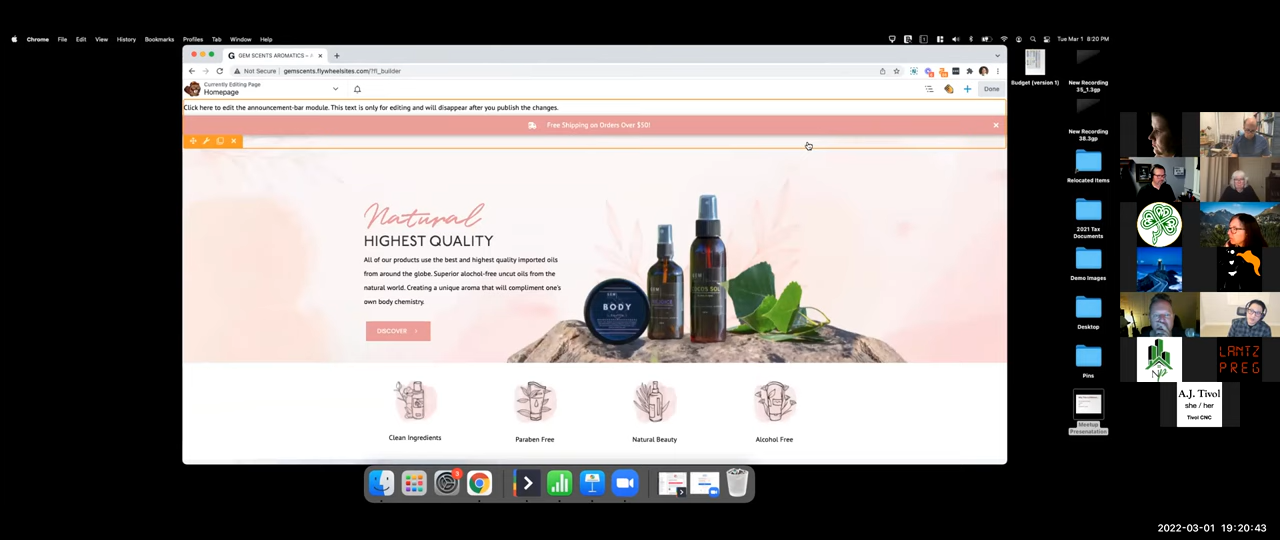 Chrome File Edit View History Bookmarks Profiles Tab Window Help
Tue Mar 1 8:20 PM
GEM SCENTS AROMATICS –
Not Secure gemscents.flywheelsites.com/?fl_builder
Currently Editing Page
Homepage
Done
Click here to edit the announcement-bar module. This text is only for editing and will disappear after you publish the changes.
Free Shipping on Orders Over $50!
Natural
HIGHEST QUALITY
All of our products use the best and highest quality imported oils
from around the globe. Superior alochol-free uncut oils from the
natural world. Creating a unique aroma that will compliment one's
own body chemistry.
DISCOVER
BODY
Clean Ingredients
Paraben Free
Natural Beauty
Alcohol Free
Budget (version 1)
New Recording
35_1.3gp
New Recording
38.3gp
Relocated Items
2021 Tax
Documents
Demo Images
Desktop
Pins
Meetup
Presenatation
3
LANTZ
PREG
A.J. Tivol
she / her
Tivol CNC
2022-03-01 19:20:43